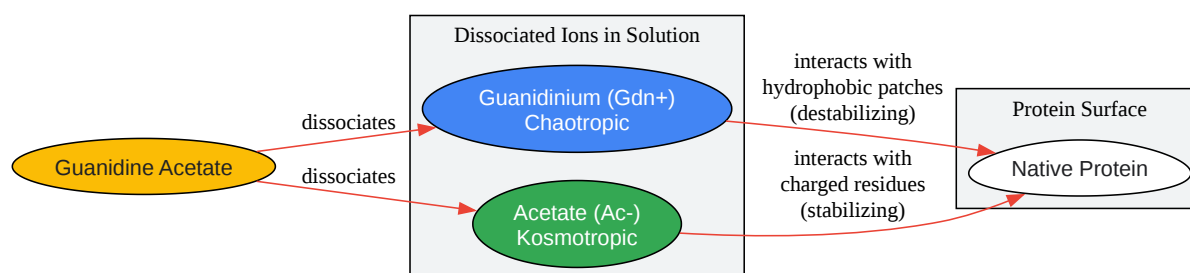 Guanidine Acetate
dissociates
dissociates
Dissociated Ions in Solution
Guanidinium (Gdn+)
Chaotropic
Acetate (Ac-)
Kosmotropic
interacts with
hydrophobic patches
(destabilizing)
interacts with
charged residues
(stabilizing)
Protein Surface
Native Protein